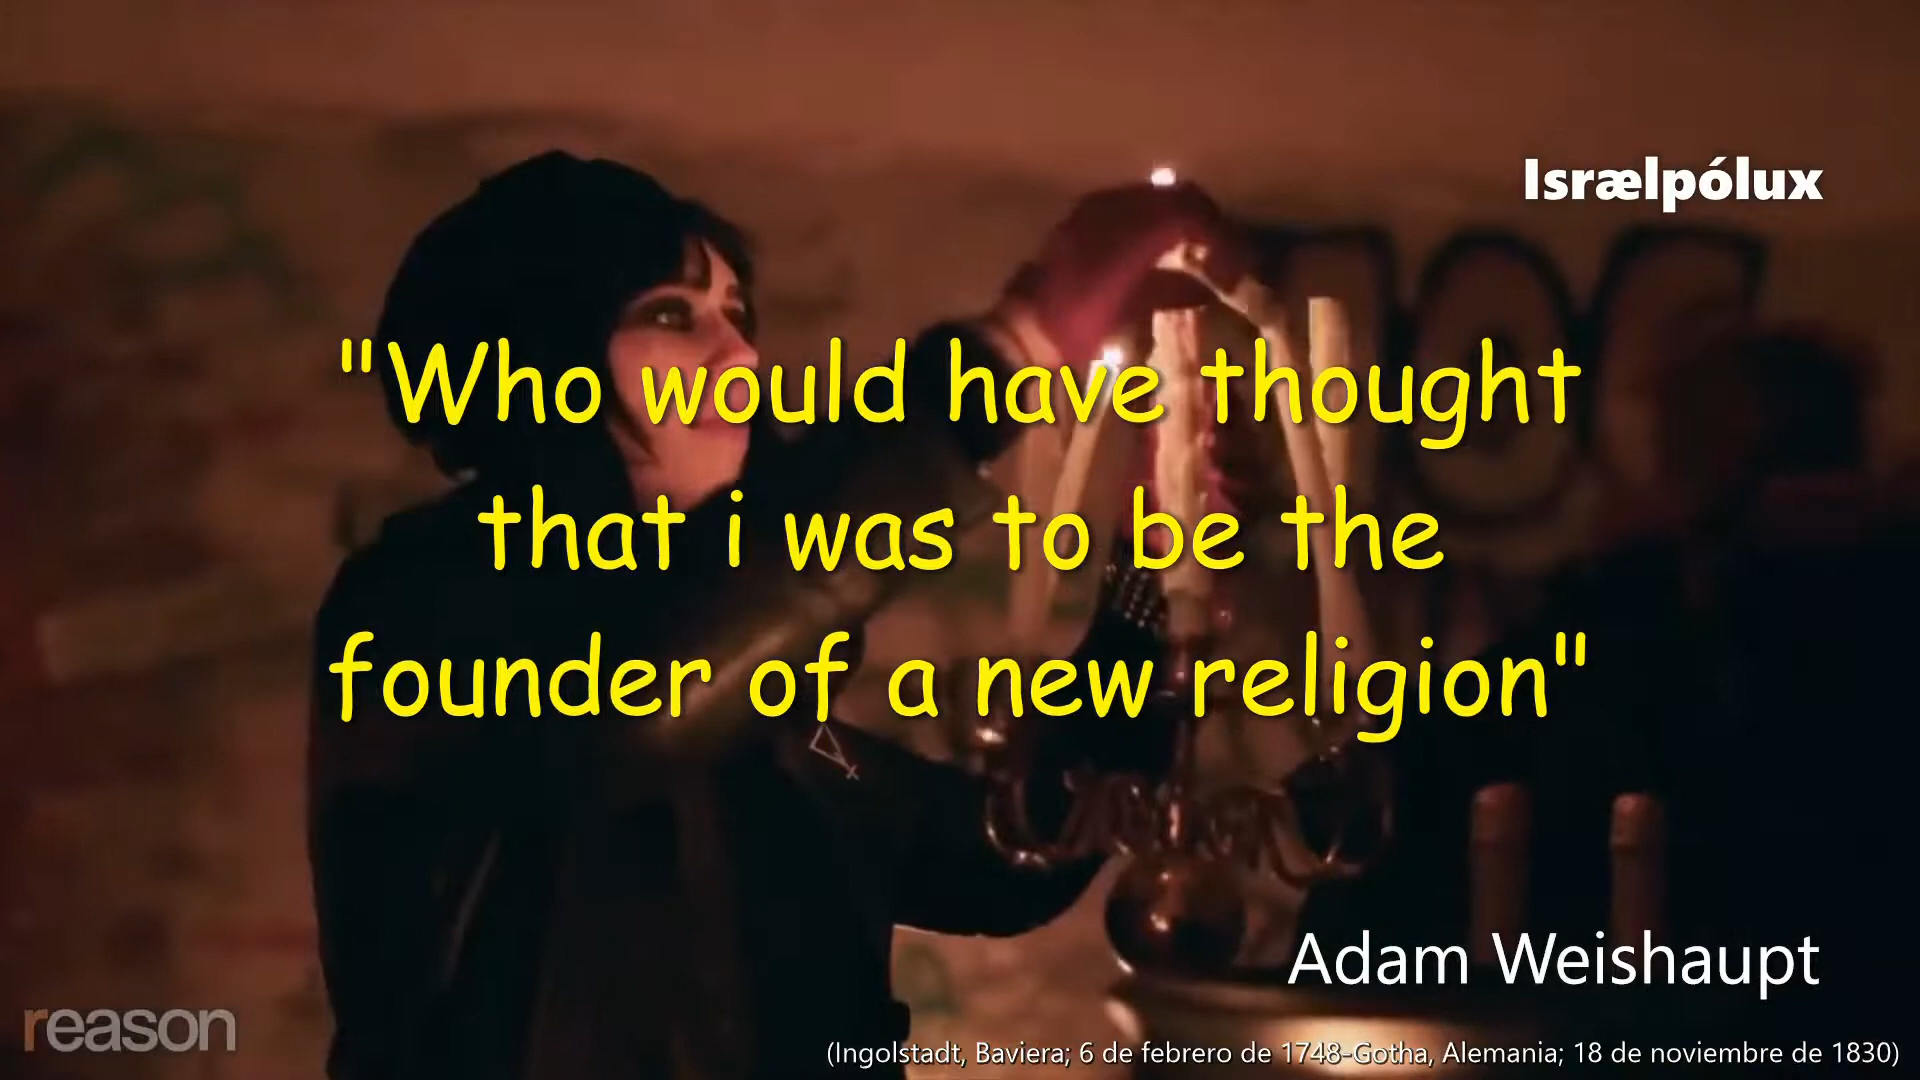 Isrælpólux
"Who would have thought
that i was to be the
founder of a new religion"
Adam Weishaupt
reason
(Ingolstadt, Baviera; 6 de febrero de 1748-Gotha, Alemania; 18 de noviembre de 1830)